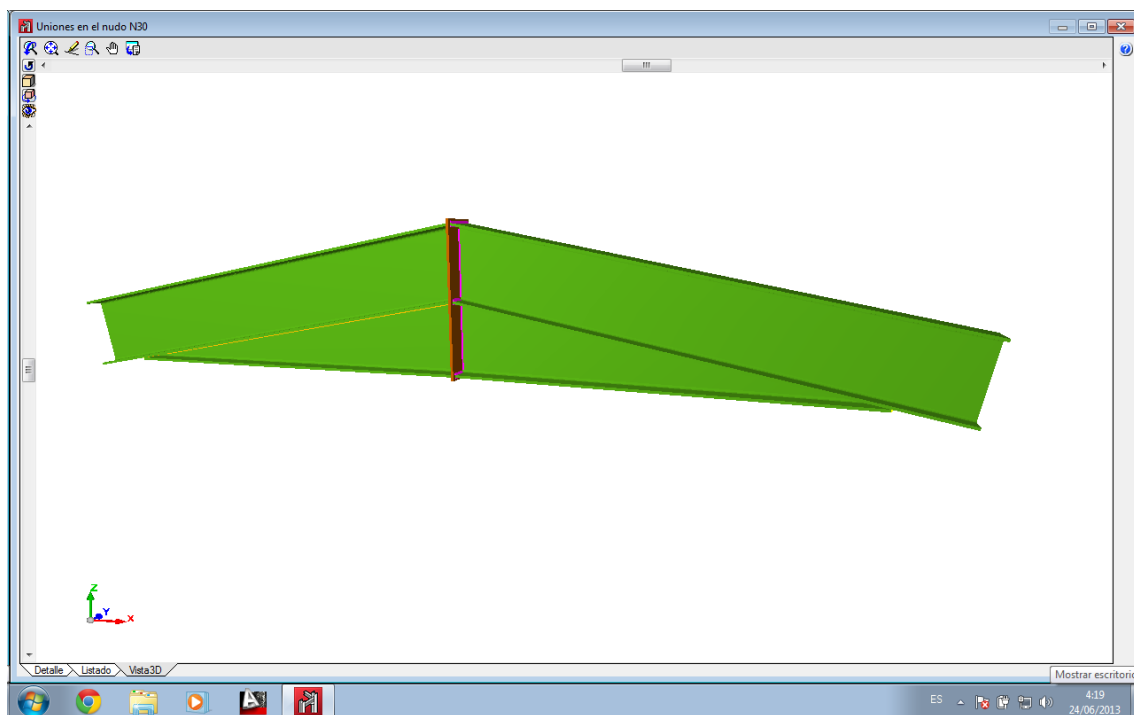 Uniones en el nudo N30
Z
Y
X
Detalle Listado Vista3D
Mostrar escritorio
ES
4:19
24/06/2013